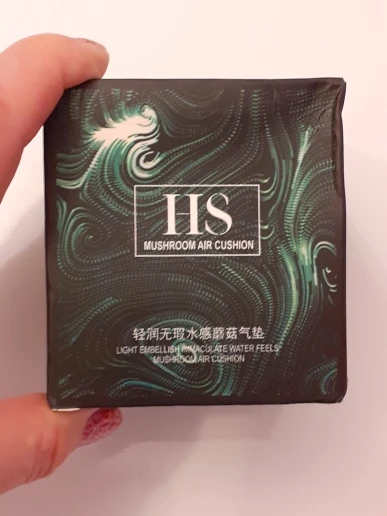 HS
MUSHROOM AIR CUSHION
轻润无瑕水感蘑菇气垫
LIGHT EMBELLISH IMMACULATE WATER FEELS
MUSHROOM AIR CUSHION